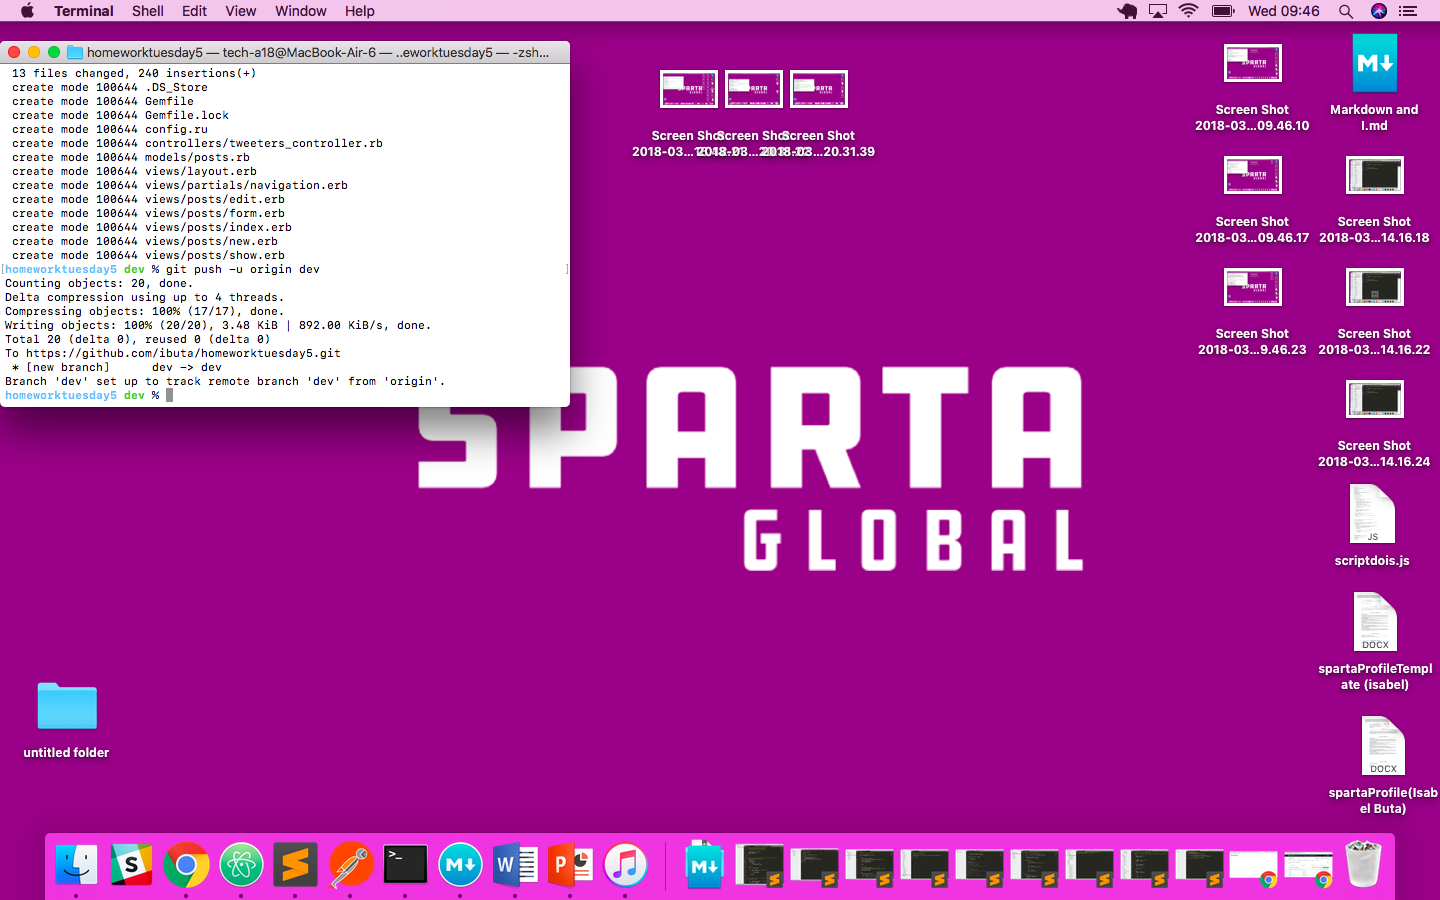 Terminal Shell Edit View Window Help
Wed 09:46
homeworktuesday5 — tech-a18@MacBook-Air-6 — ..eworktuesday5 — -zsh...
13 files changed, 240 insertions(+)
create mode 100644 .DS_Store
create mode 100644 Gemfile
create mode 100644 Gemfile.lock
create mode 100644 config.ru
create mode 100644 controllers/tweeters_controller.rb
create mode 100644 models/posts.rb
create mode 100644 views/layout.erb
create mode 100644 views/partials/navigation.erb
create mode 100644 views/posts/edit.erb
create mode 100644 views/posts/form.erb
create mode 100644 views/posts/index.erb
create mode 100644 views/posts/new.erb
create mode 100644 views/posts/show.erb
[homeworktuesday5 dev % git push -u origin dev ]
Counting objects: 20, done.
Delta compression using up to 4 threads.
Compressing objects: 100% (17/17), done.
Writing objects: 100% (20/20), 3.48 KiB | 892.00 KiB/s, done.
Total 20 (delta 0), reused 0 (delta 0)
To https://github.com/ibuta/homeworktuesday5.git
* [new branch] dev -> dev
Branch 'dev' set up to track remote branch 'dev' from 'origin'.
homeworktuesday5 dev %
Screen Shot
2018-03...20.31.39
Screen Shot
2018-03...09.46.10
Markdown and
I.md
Screen Shot
2018-03...09.46.17
Screen Shot
2018-03...14.16.18
Screen Shot
2018-03...9.46.23
Screen Shot
2018-03...14.16.22
Screen Shot
2018-03...14.16.24
SPARTA
GLOBAL
JS
scriptdois.js
DOCX
spartaProfileTempl
ate (isabel)
DOCX
spartaProfile(Isab
el Buta)
untitled folder